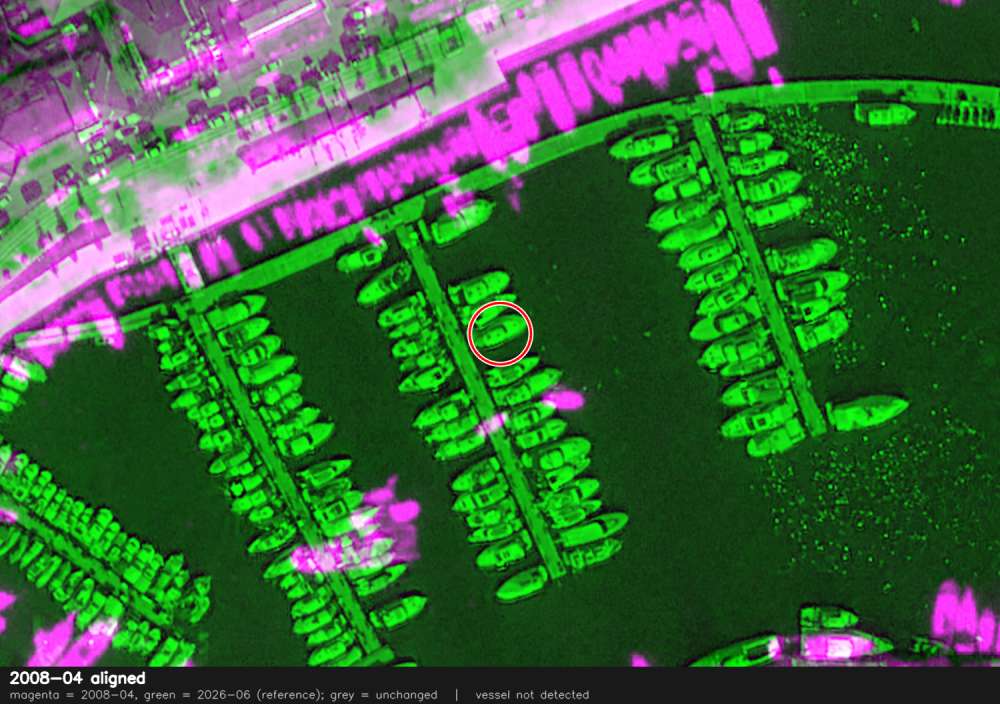 2008-04 aligned
magenta = 2008-04, green = 2026-06 (reference); grey = unchanged | vessel not detected